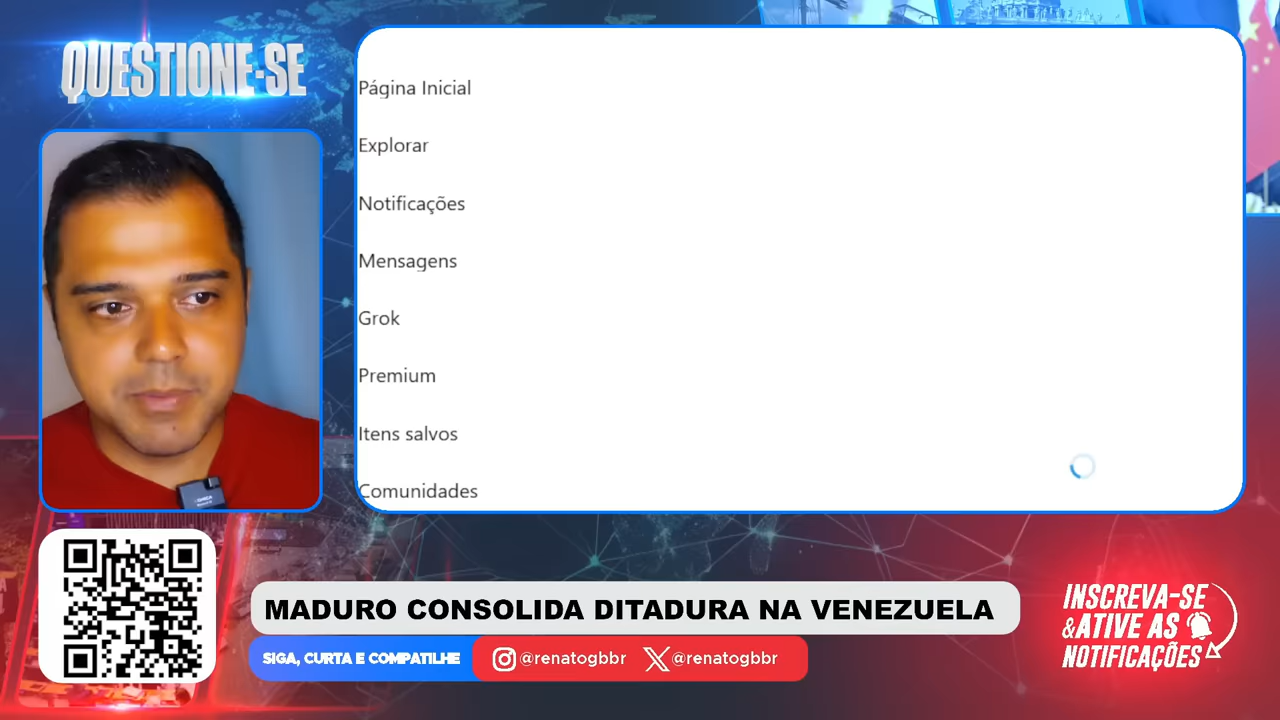 QUESTIONE-SE
Página Inicial
Explorar
Notificações
Mensagens
Grok
Premium
Itens salvos
Comunidades
MADURO CONSOLIDA DITADURA NA VENEZUELA
SIGA, CURTA E COMPATILHE
@renatogbbr
@renatogbbr
INSCREVA-SE
&ATIVE AS
NOTIFICAÇÕES